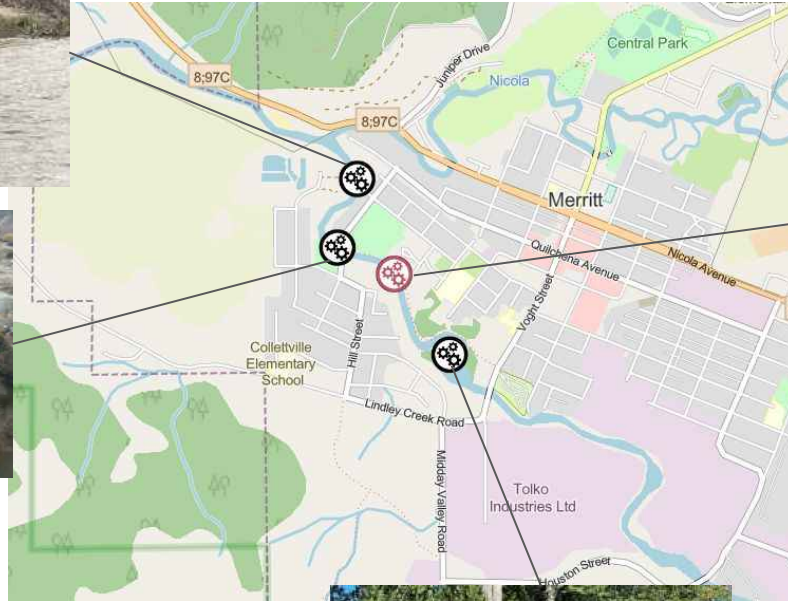 Central Park
Juniper Drive
8;97C
Nicola
8;97C
Merritt
Quilchena Avenue
Nicola Avenue
Voght Street
Hill Street
Collettville
Elementary
School
Lindley Creek Road
Midday Valley Road
Tolko
Industries Ltd
Houston Street